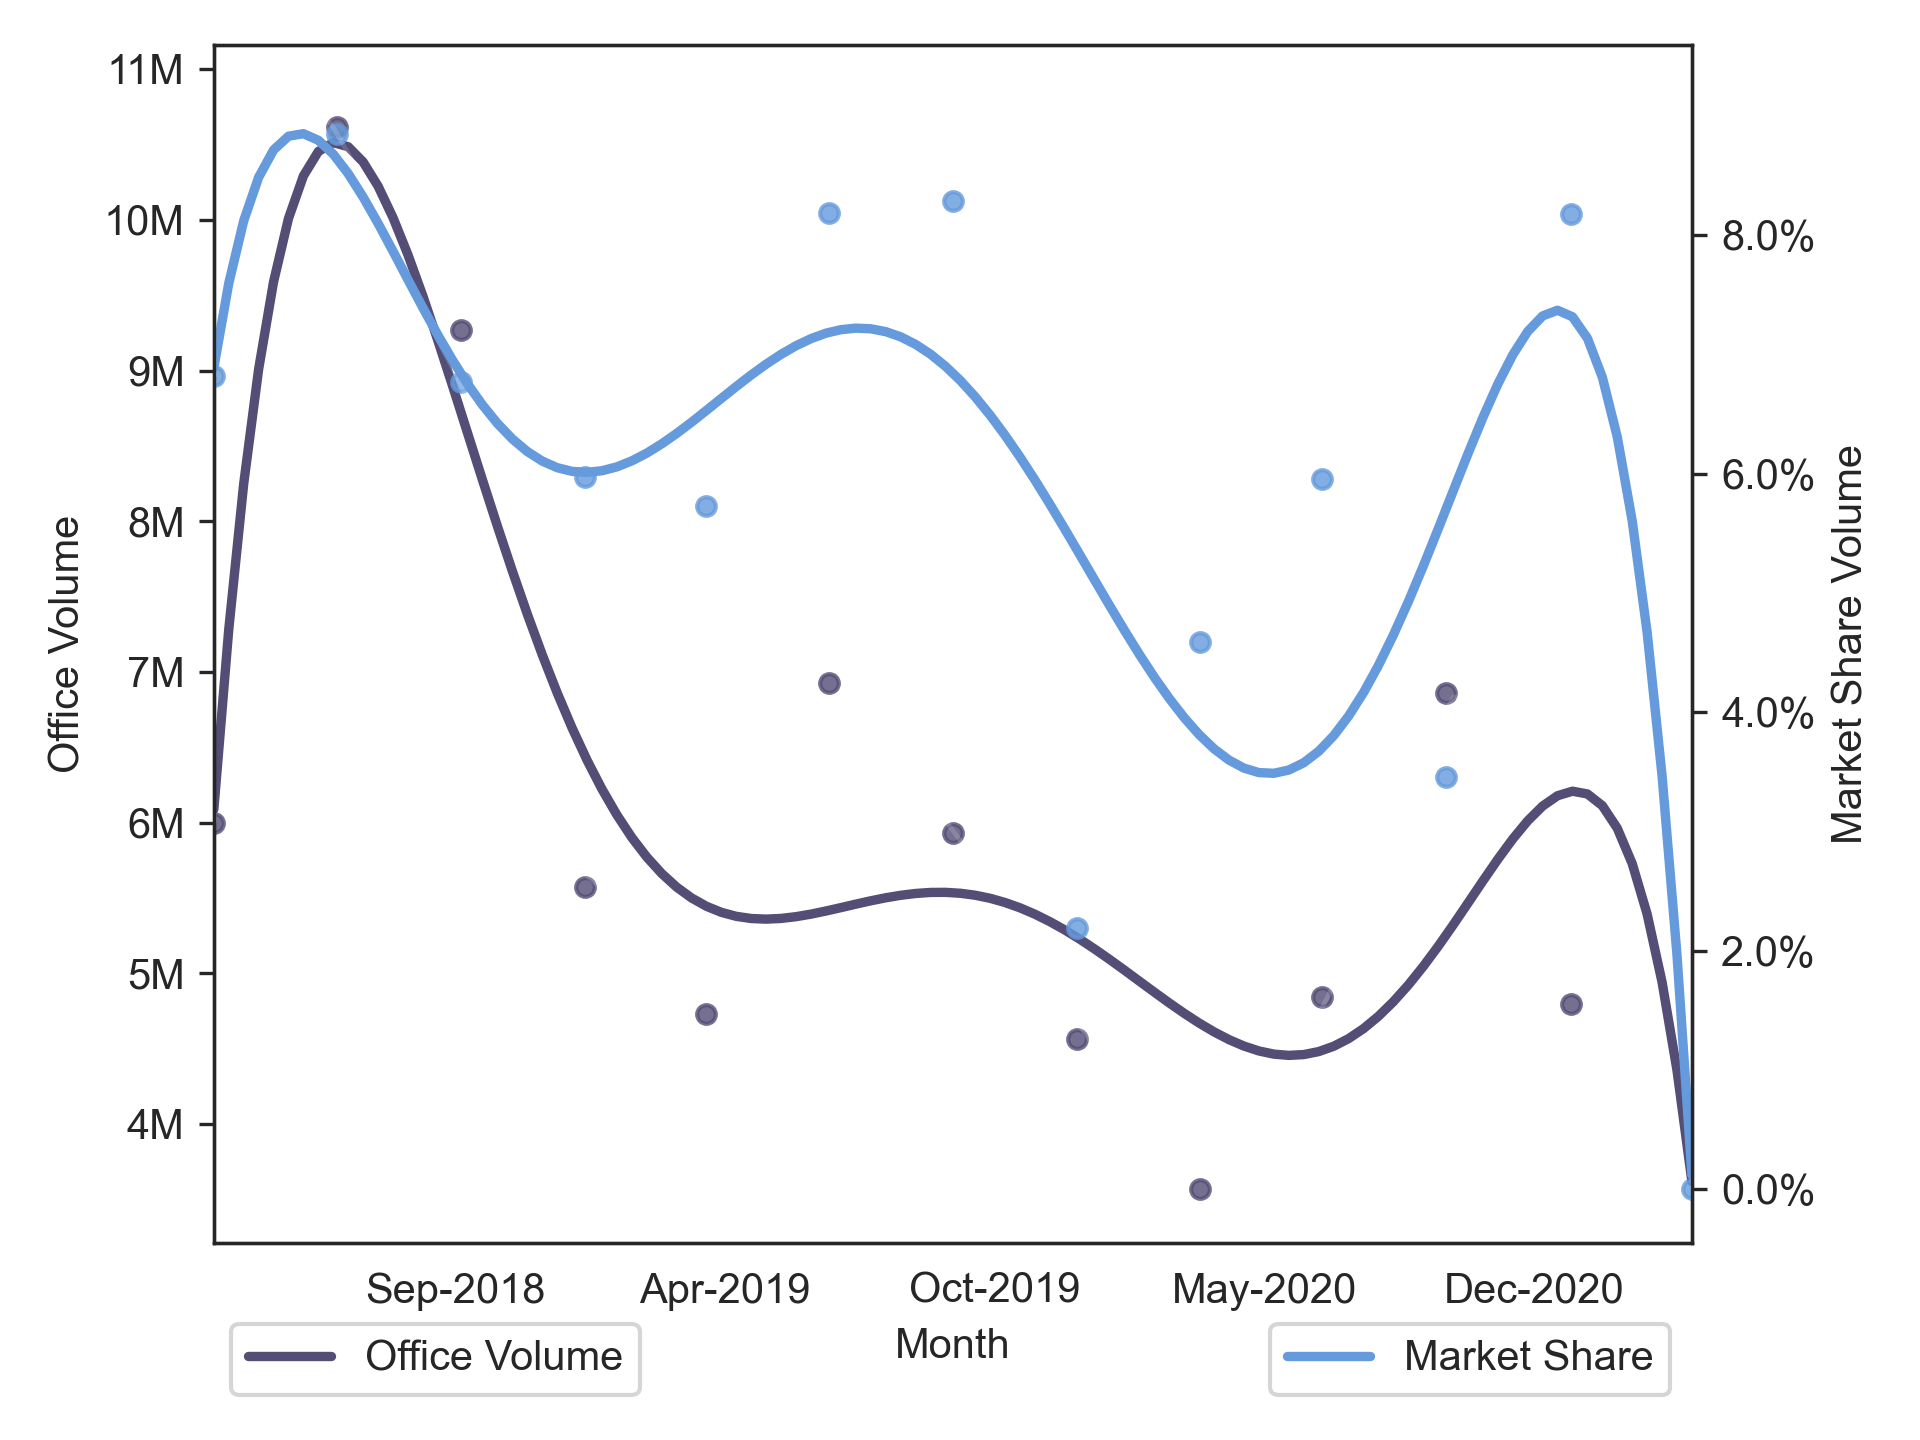 11M
10M
9M
8M
7M
6M
5M
4M
Office Volume
8.0%
6.0%
4.0%
2.0%
0.0%
Market Share Volume
Sep-2018 Apr-2019 Oct-2019 May-2020 Dec-2020
Month
Office Volume
Market Share